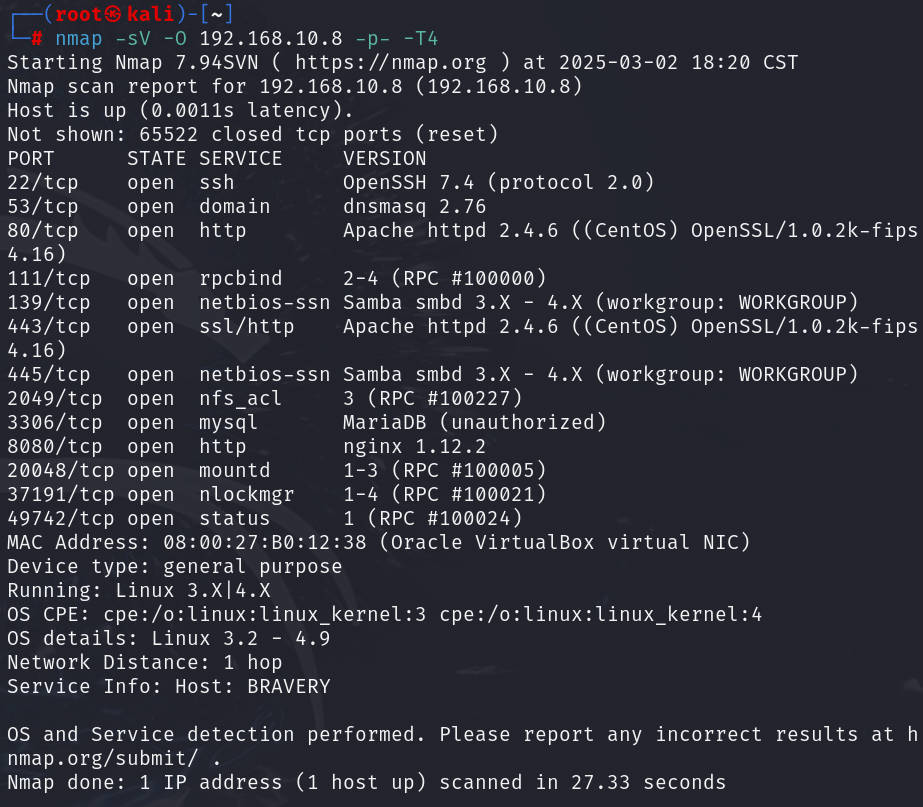 ┌──(root㉿kali)-[~]
└─# nmap -sV -O 192.168.10.8 -p- -T4
Starting Nmap 7.94SVN ( https://nmap.org ) at 2025-03-02 18:20 CST
Nmap scan report for 192.168.10.8 (192.168.10.8)
Host is up (0.0011s latency).
Not shown: 65522 closed tcp ports (reset)
PORT      STATE SERVICE     VERSION
22/tcp    open  ssh         OpenSSH 7.4 (protocol 2.0)
53/tcp    open  domain      dnsmasq 2.76
80/tcp    open  http        Apache httpd 2.4.6 ((CentOS) OpenSSL/1.0.2k-fips
4.16)
111/tcp   open  rpcbind     2-4 (RPC #100000)
139/tcp   open  netbios-ssn Samba smbd 3.X - 4.X (workgroup: WORKGROUP)
443/tcp   open  ssl/http    Apache httpd 2.4.6 ((CentOS) OpenSSL/1.0.2k-fips
4.16)
445/tcp   open  netbios-ssn Samba smbd 3.X - 4.X (workgroup: WORKGROUP)
2049/tcp  open  nfs_acl     3 (RPC #100227)
3306/tcp  open  mysql       MariaDB (unauthorized)
8080/tcp  open  http        nginx 1.12.2
20048/tcp open  mountd      1-3 (RPC #100005)
37191/tcp open  nlockmgr    1-4 (RPC #100021)
49742/tcp open  status      1 (RPC #100024)
MAC Address: 08:00:27:B0:12:38 (Oracle VirtualBox virtual NIC)
Device type: general purpose
Running: Linux 3.X|4.X
OS CPE: cpe:/o:linux:linux_kernel:3 cpe:/o:linux:linux_kernel:4
OS details: Linux 3.2 - 4.9
Network Distance: 1 hop
Service Info: Host: BRAVERY

OS and Service detection performed. Please report any incorrect results at h
nmap.org/submit/ .
Nmap done: 1 IP address (1 host up) scanned in 27.33 seconds